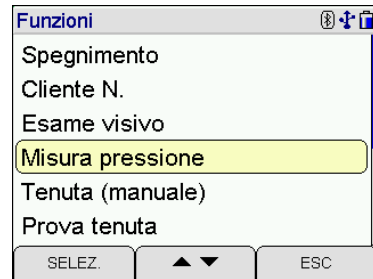 Funzioni
Spegnimento
Cliente N.
Esame visivo
Misura pressione
Tenuta (manuale)
Prova tenuta
SELEZ. ESC